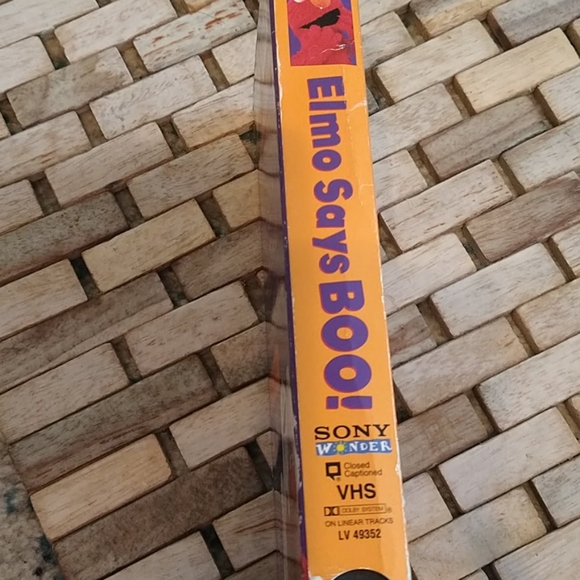 Elmo Says BOO!
SONY
WONDER
Closed
Captioned
VHS
DOLBY SYSTEM
ON LINEAR TRACKS
LV 49352